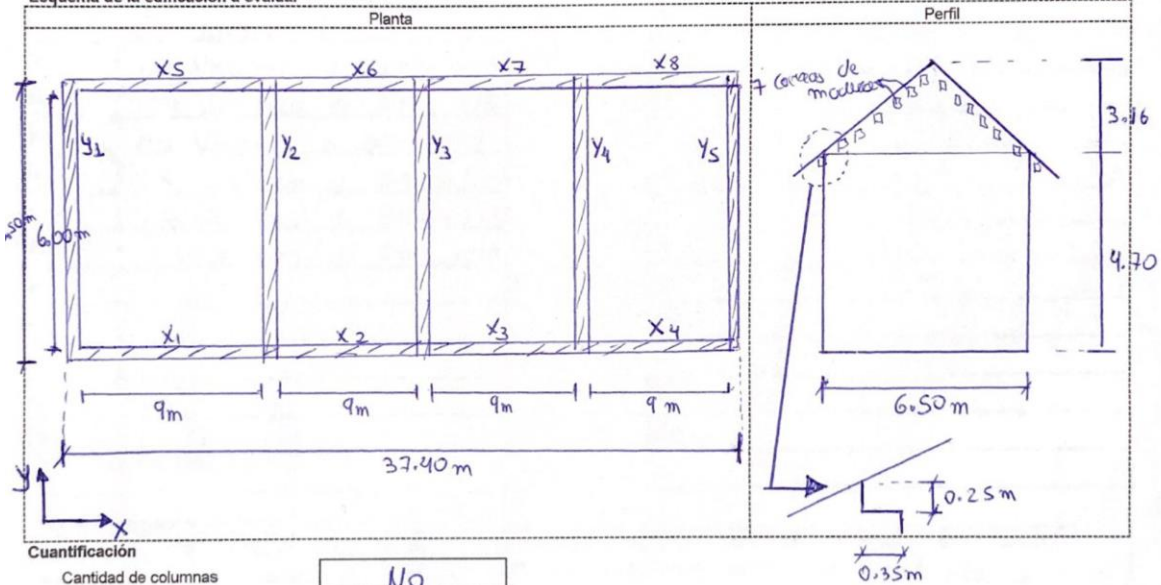 Esquema de la edificación a evaluar
Planta
Perfil
X5 X6 X7 X8
Y1 Y2 Y3 Y4 Y5
6.00m
X1 X2 X3 X4
9m 9m 9m 9m
37.40 m
Y
X
7 correas de
madera
3.16
4.70
6.50 m
0.25m
0.35m
Cuantificación
Cantidad de columnas
No